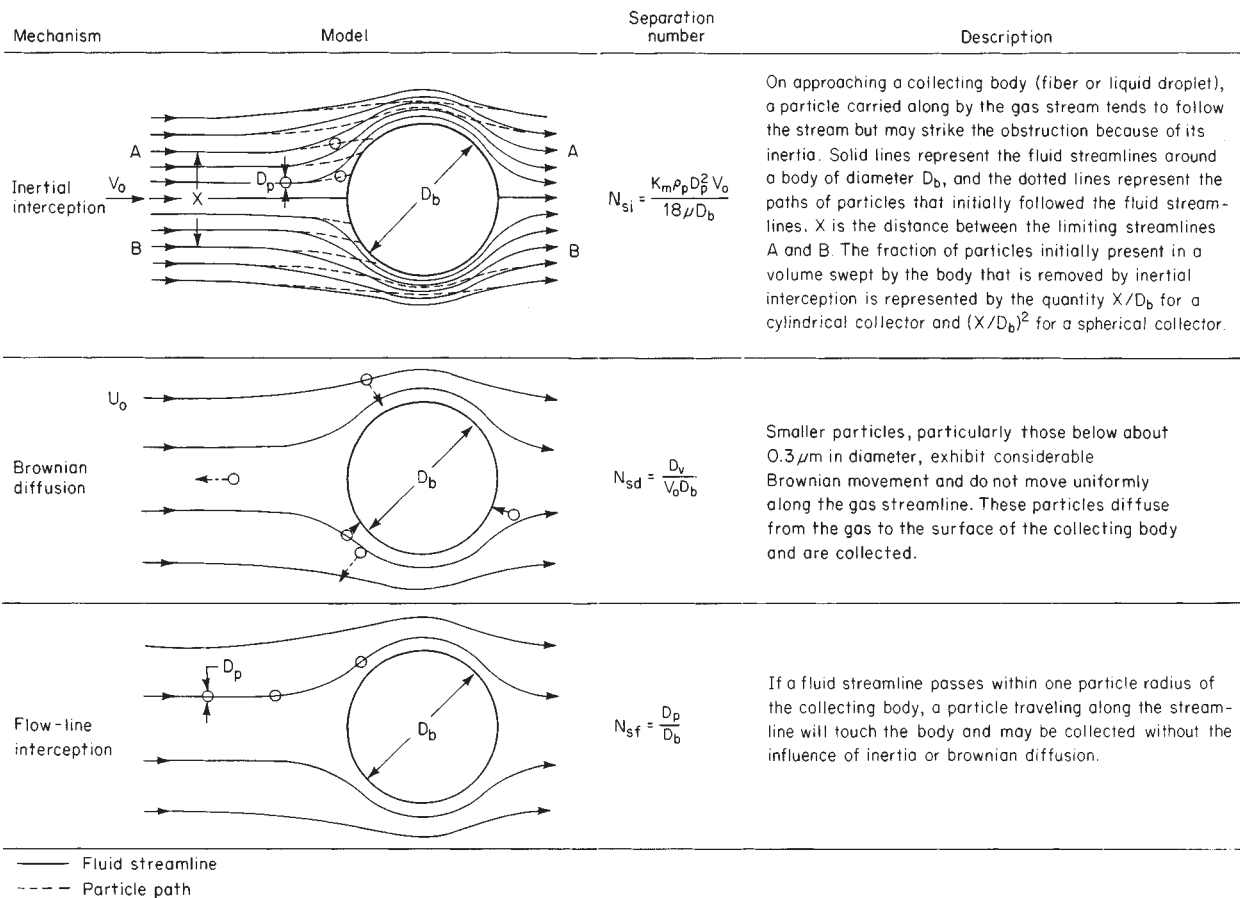 Mechanism
Model
Separation
number
Description
Inertial
interception
V₀
A
B
X
Dₚ
D_b
A
B
N_si = K_m ρ_p D_p² V₀ / 18μD_b
On approaching a collecting body (fiber or liquid droplet),
a particle carried along by the gas stream tends to follow
the stream but may strike the obstruction because of its
inertia. Solid lines represent the fluid streamlines around
a body of diameter D_b, and the dotted lines represent the
paths of particles that initially followed the fluid stream-
lines. X is the distance between the limiting streamlines
A and B. The fraction of particles initially present in a
volume swept by the body that is removed by inertial
interception is represented by the quantity X/D_b for a
cylindrical collector and (X/D_b)² for a spherical collector.
Brownian
diffusion
U₀
D_b
N_sd = D_v / V₀D_b
Smaller particles, particularly those below about
0.3μm in diameter, exhibit considerable
Brownian movement and do not move uniformly
along the gas streamline. These particles diffuse
from the gas to the surface of the collecting body
and are collected.
Flow-line
interception
D_p
D_b
N_sf = D_p / D_b
If a fluid streamline passes within one particle radius of
the collecting body, a particle traveling along the stream-
line will touch the body and may be collected without the
influence of inertia or brownian diffusion.
Fluid streamline
Particle path